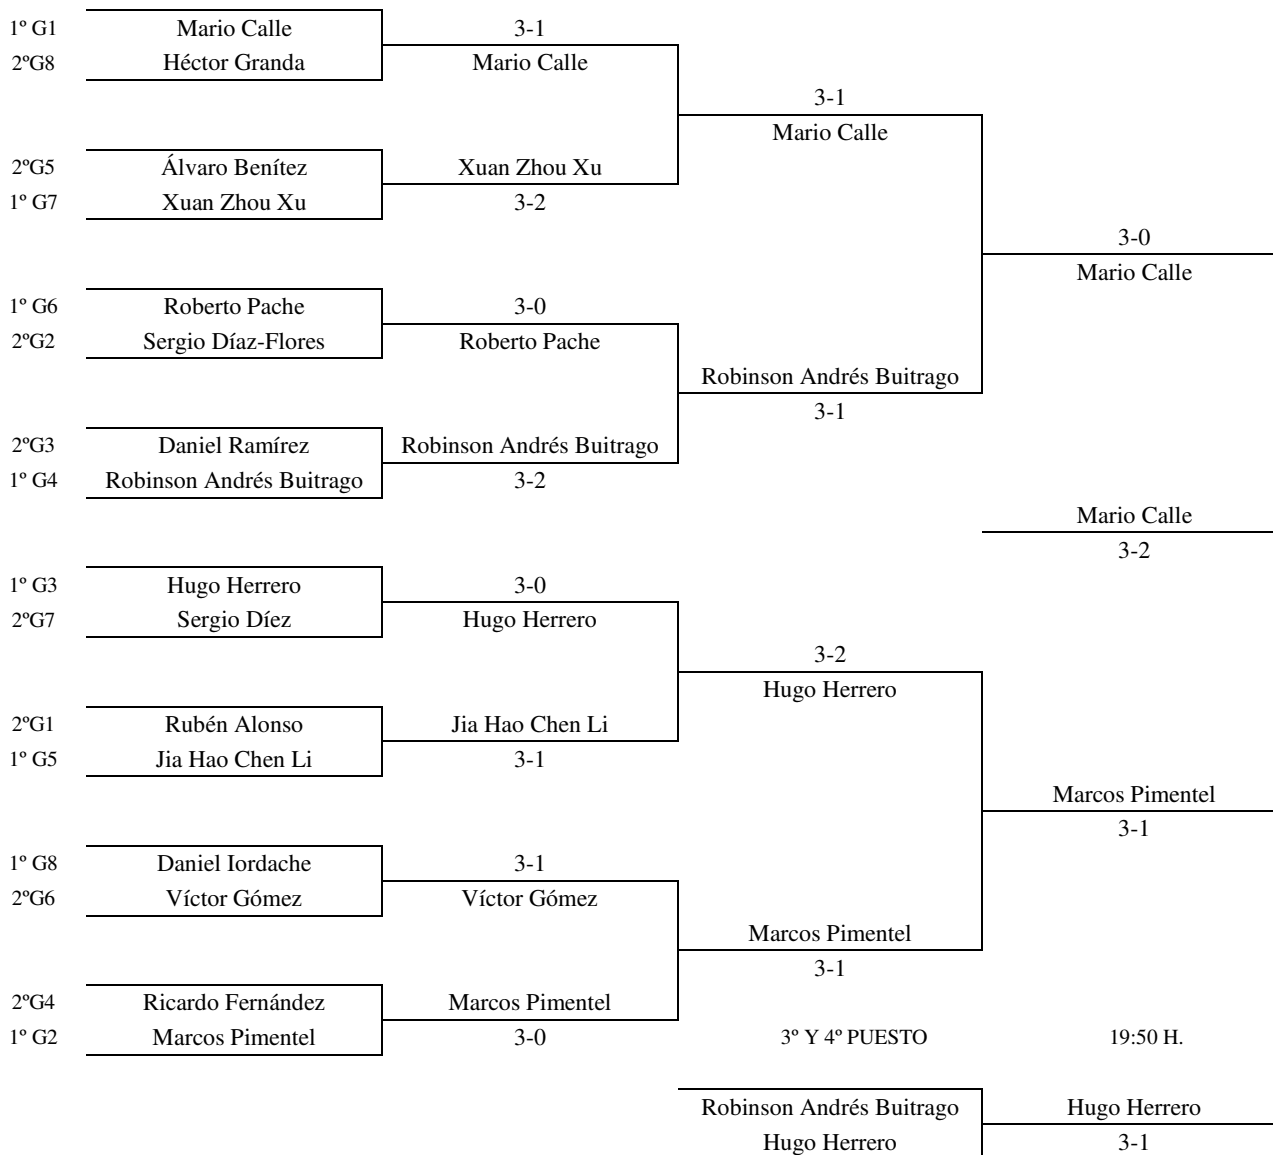 1º G1 Mario Calle 3-1
2ºG8 Héctor Granda Mario Calle
3-1
Mario Calle
2ºG5 Álvaro Benítez Xuan Zhou Xu
1º G7 Xuan Zhou Xu 3-2
3-0
Mario Calle
1º G6 Roberto Pache 3-0
2ºG2 Sergio Díaz-Flores Roberto Pache
Robinson Andrés Buitrago
3-1
2ºG3 Daniel Ramírez Robinson Andrés Buitrago
1º G4 Robinson Andrés Buitrago 3-2
Mario Calle
3-2
1º G3 Hugo Herrero 3-0
2ºG7 Sergio Díez Hugo Herrero
3-2
Hugo Herrero
2ºG1 Rubén Alonso Jia Hao Chen Li
1º G5 Jia Hao Chen Li 3-1
Marcos Pimentel
3-1
1º G8 Daniel Iordache 3-1
2ºG6 Víctor Gómez Víctor Gómez
Marcos Pimentel
3-1
2ºG4 Ricardo Fernández Marcos Pimentel
1º G2 Marcos Pimentel 3-0 3º Y 4º PUESTO 19:50 H.
Robinson Andrés Buitrago Hugo Herrero
Hugo Herrero 3-1